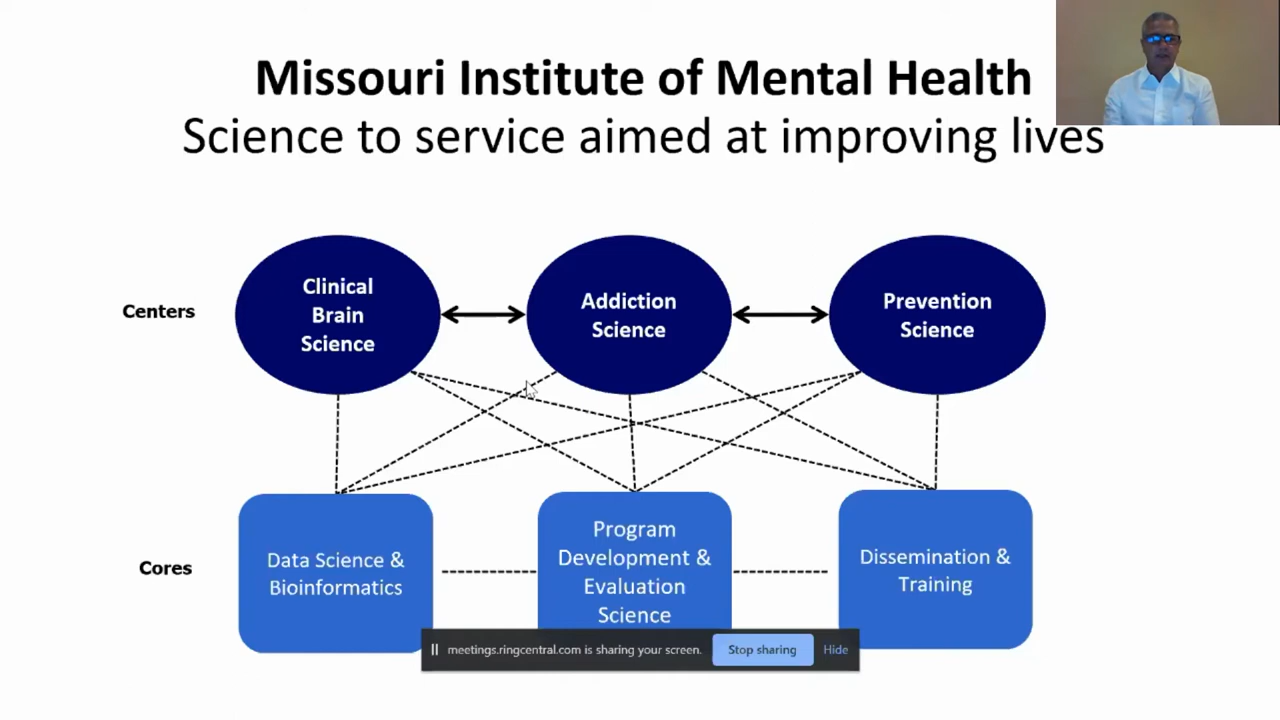 Missouri Institute of Mental Health
Science to service aimed at improving lives
Centers
Clinical
Brain
Science
Addiction
Science
Prevention
Science
Cores
Data Science &
Bioinformatics
Program
Development &
Evaluation
Science
Dissemination &
Training
meetings.ringcentral.com is sharing your screen.
Stop sharing
Hide